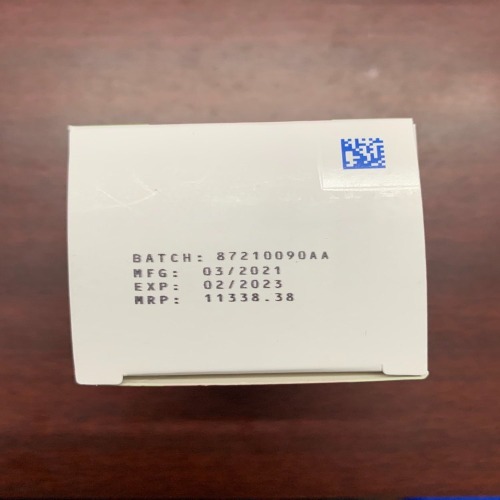 BATCH: 87210090AA
MFG: 03/2021
EXP: 02/2023
MRP: 11338.38